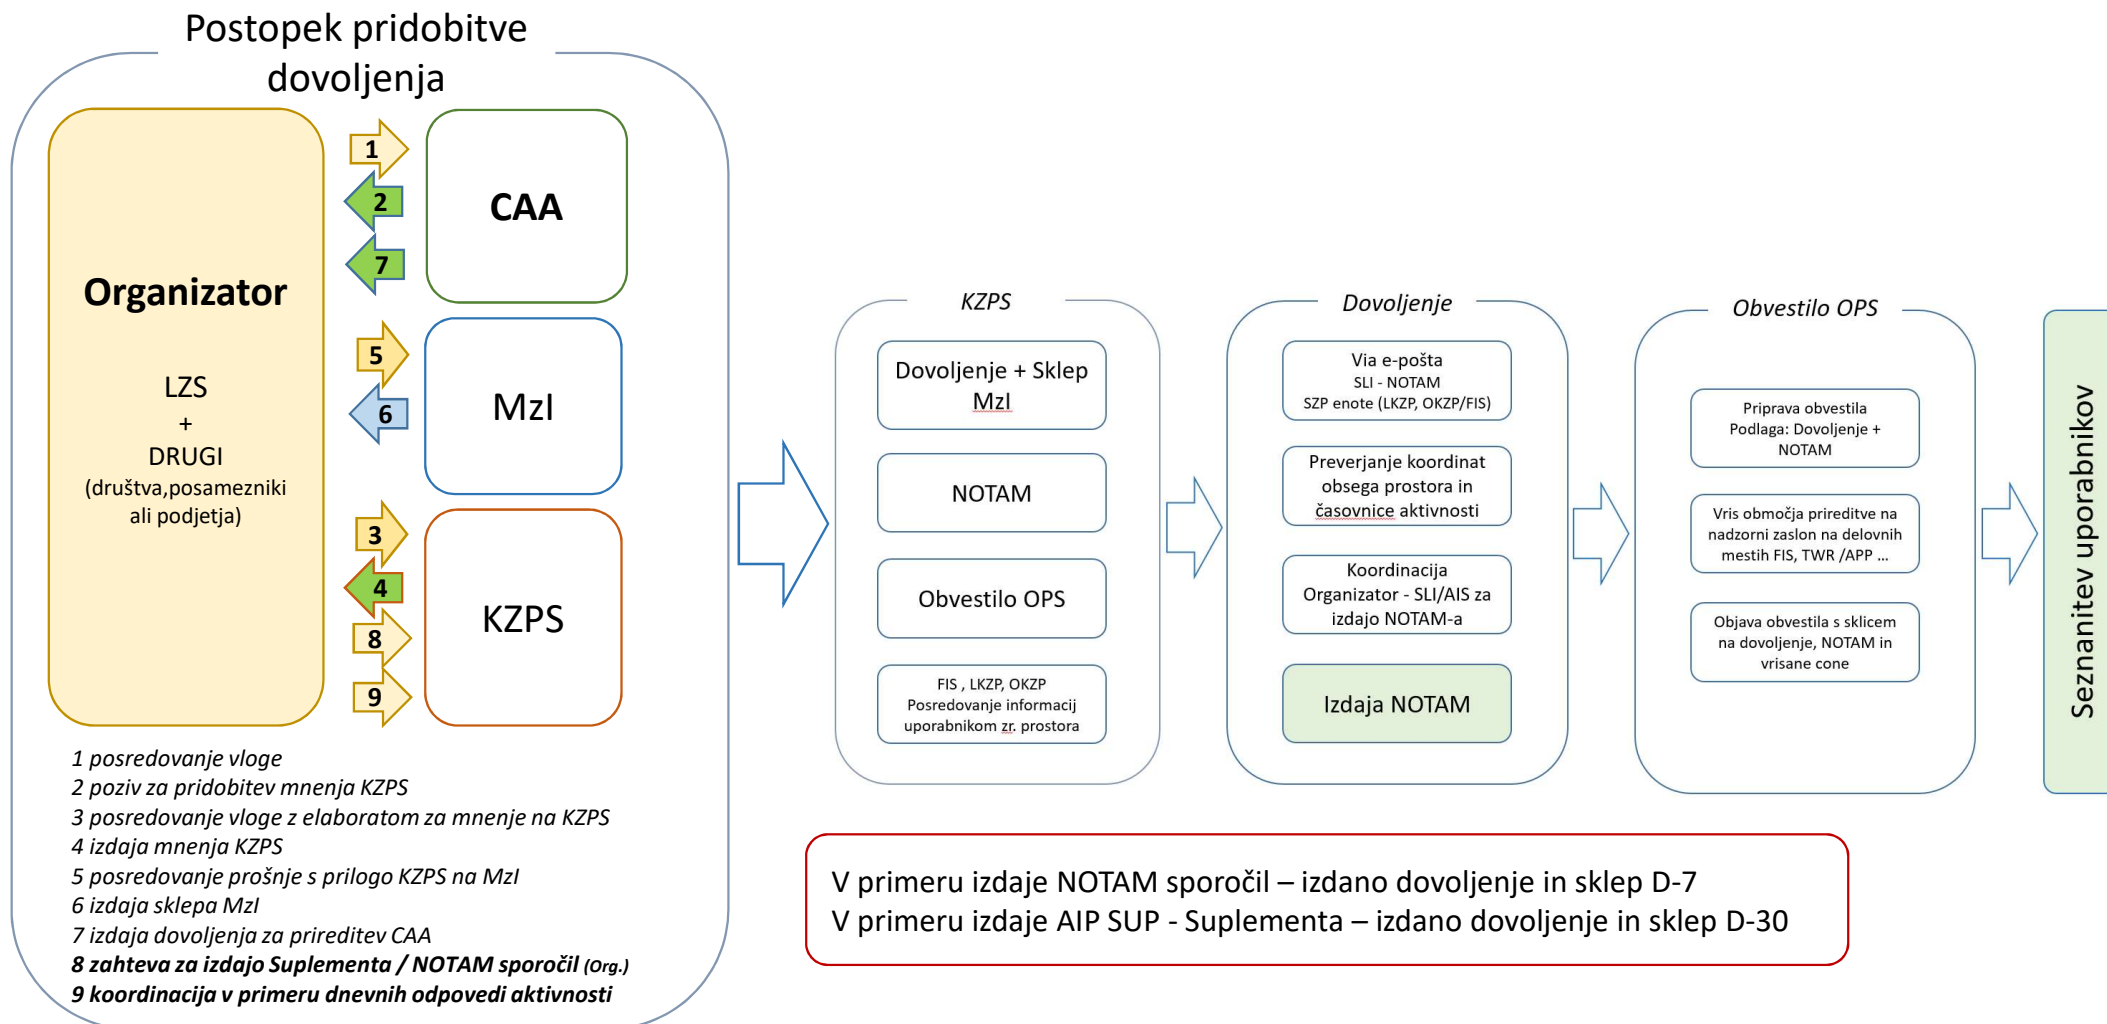 Postopek pridobitve
dovoljenja
Organizator
LZS
+
DRUGI
(društva,posamezniki
ali podjetja)
1
2
7
CAA
5
6
MzI
3
4
8
9
KZPS
1 posredovanje vloge
2 poziv za pridobitev mnenja KZPS
3 posredovanje vloge z elaboratom za mnenje na KZPS
4 izdaja mnenja KZPS
5 posredovanje prošnje s prilogo KZPS na MzI
6 izdaja sklepa MzI
7 izdaja dovoljenja za prireditev CAA
8 zahteva za izdajo Suplementa / NOTAM sporočil (Org.)
9 koordinacija v primeru dnevnih odpovedi aktivnosti
KZPS
Dovoljenje + Sklep
MzI
NOTAM
Obvestilo OPS
FIS , LKZP, OKZP
Posredovanje informacij
uporabnikom zr. prostora
Dovoljenje
Via e-pošta
SLI - NOTAM
SZP enote (LKZP, OKZP/FIS)
Preverjanje koordinat
obsega prostora in
časovnice aktivnosti
Koordinacija
Organizator - SLI/AIS za
izdajo NOTAM-a
Izdaja NOTAM
Obvestilo OPS
Priprava obvestila
Podlaga: Dovoljenje +
NOTAM
Vris območja prireditve na
nadzorni zaslon na delovnih
mestih FIS, TWR /APP ...
Objava obvestila s sklicem
na dovoljenje, NOTAM in
vrisane cone
Seznanitev uporabnikov
V primeru izdaje NOTAM sporočil – izdano dovoljenje in sklep D-7
V primeru izdaje AIP SUP - Suplementa – izdano dovoljenje in sklep D-30